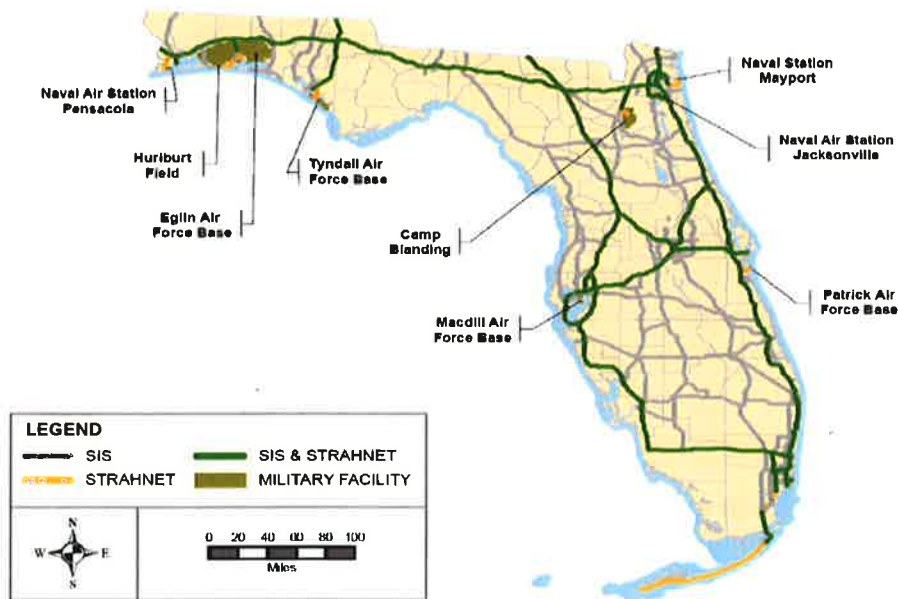 Naval Station
Mayport
Naval Air Station
Pensacola
Naval Air Station
Jacksonville
Hurlburt
Field
Tyndall Air
Force Base
Eglin Air
Force Base
Camp
Blanding
Patrick Air
Force Base
Macdill Air
Force Base
LEGEND
SIS
SIS & STRAHNET
STRAHNET
MILITARY FACILITY
N
W
E
S
0 20 40 60 80 100
Miles